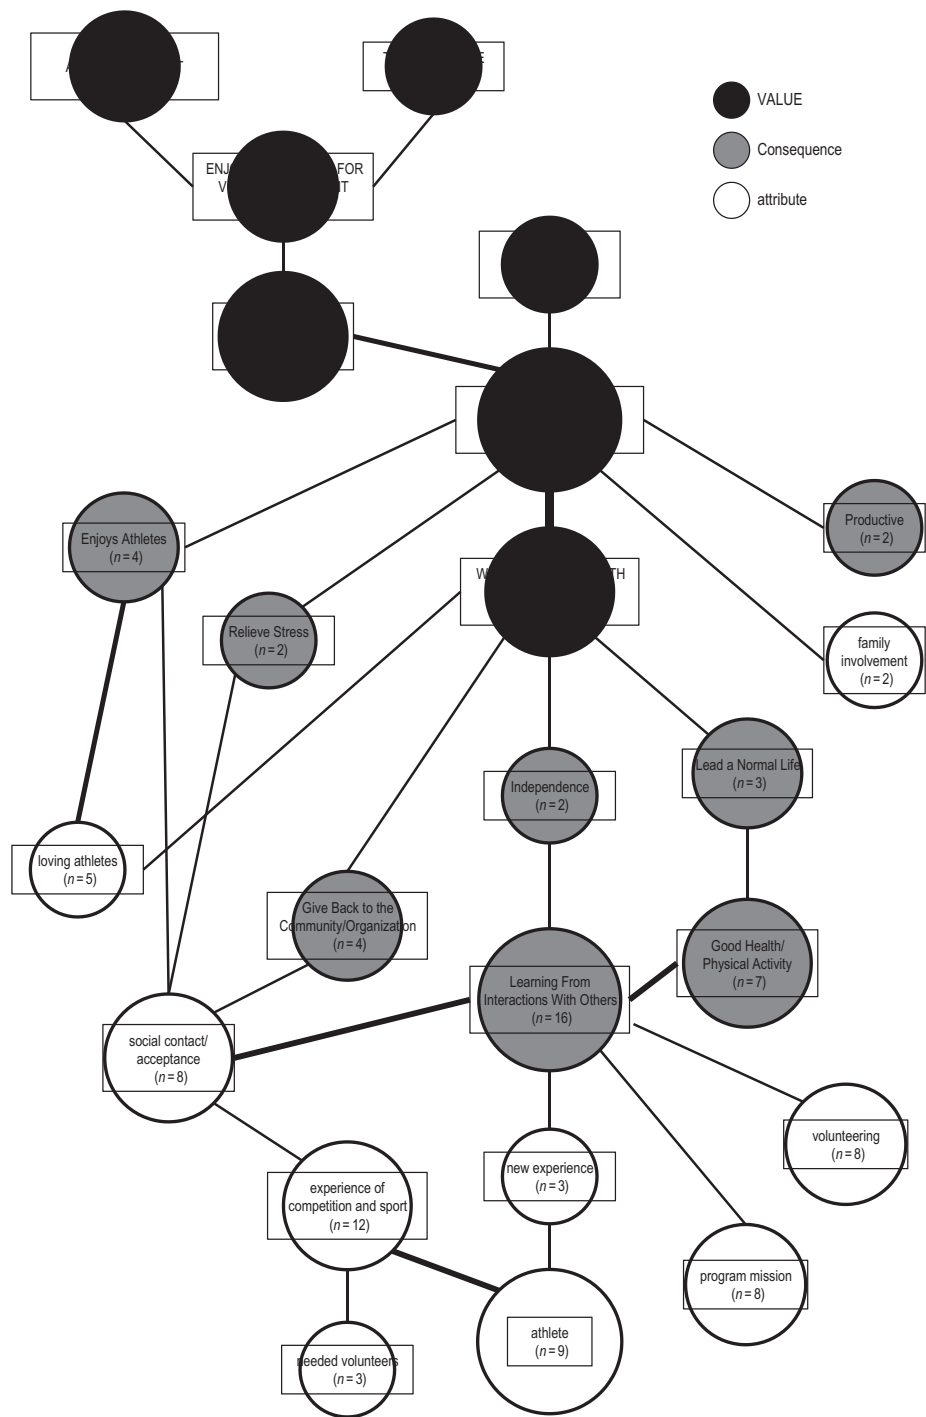 VALUE
Consequence
attribute
FOR
Enjoys Athletes
(n = 4)
Productive
(n = 2)
Relieve Stress
(n = 2)
family
involvement
(n = 2)
Lead a Normal Life
(n = 3)
Independence
(n = 2)
loving athletes
(n = 5)
Give Back to the
Community/Organization
(n = 4)
Good Health/
Physical Activity
(n = 7)
Learning From
Interactions With Others
(n = 16)
social contact/
acceptance
(n = 8)
volunteering
(n = 8)
new experience
(n = 3)
experience of
competition and sport
(n = 12)
program mission
(n = 8)
athlete
(n = 9)
needed volunteers
(n = 3)